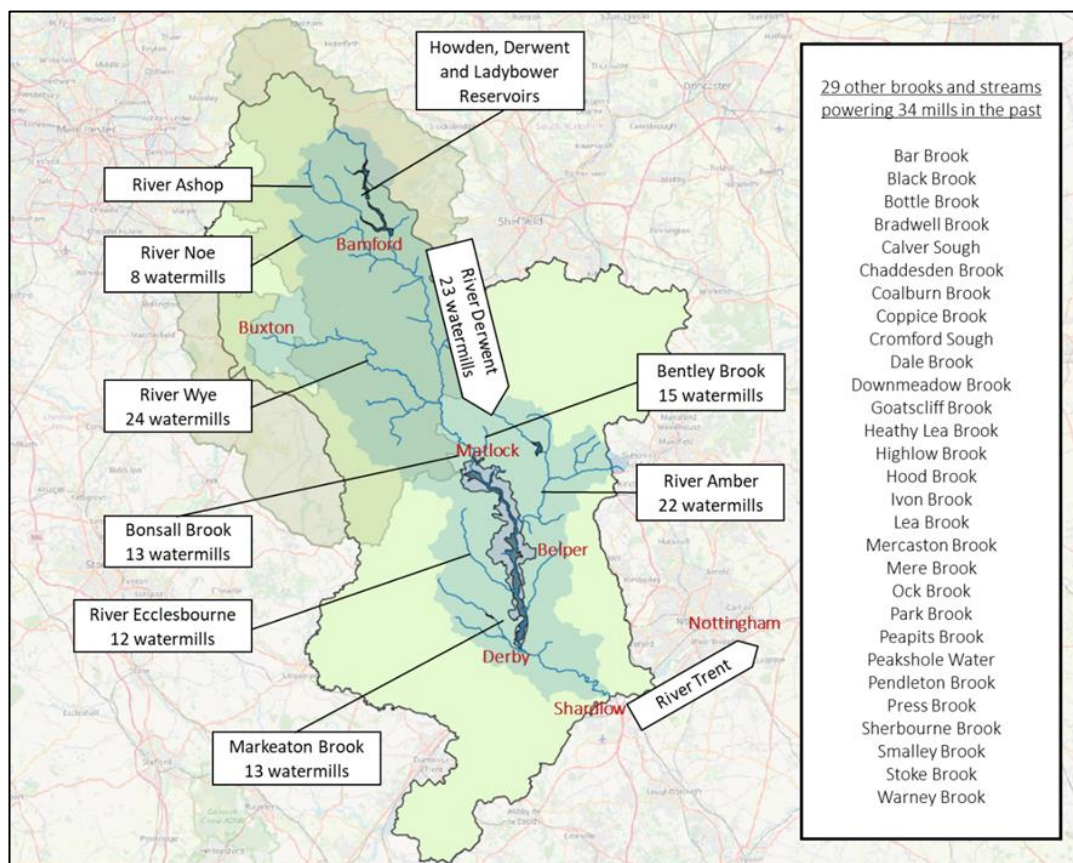 Howden, Derwent
and Ladybower
Reservoirs
River Ashop
River Noe
8 watermills
Bamford
River Derwent
23 watermills
Buxton
River Wye
24 watermills
Bentley Brook
15 watermills
Matlock
River Amber
22 watermills
Bonsall Brook
13 watermills
Belper
River Ecclesbourne
12 watermills
Nottingham
Derby
River Trent
Shardlow
Markeaton Brook
13 watermills
Sheffield
29 other brooks and streams
powering 34 mills in the past
Bar Brook
Black Brook
Bottle Brook
Bradwell Brook
Calver Sough
Chaddesden Brook
Coalburn Brook
Coppice Brook
Cromford Sough
Dale Brook
Downmeadow Brook
Goatscliff Brook
Heathy Lea Brook
Highlow Brook
Hood Brook
Ivon Brook
Lea Brook
Mercaston Brook
Mere Brook
Ock Brook
Park Brook
Peapits Brook
Peakshole Water
Pendleton Brook
Press Brook
Sherbourne Brook
Smalley Brook
Stoke Brook
Warney Brook